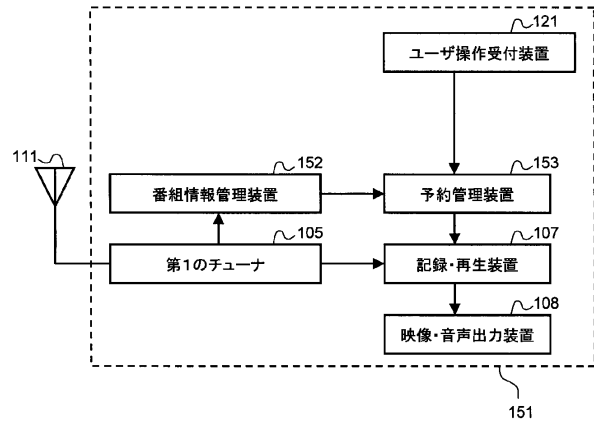 121
ユーザ操作受付装置
111
152
153
番組情報管理装置
予約管理装置
105
107
第1のチューナ
記録・再生装置
108
映像・音声出力装置
151